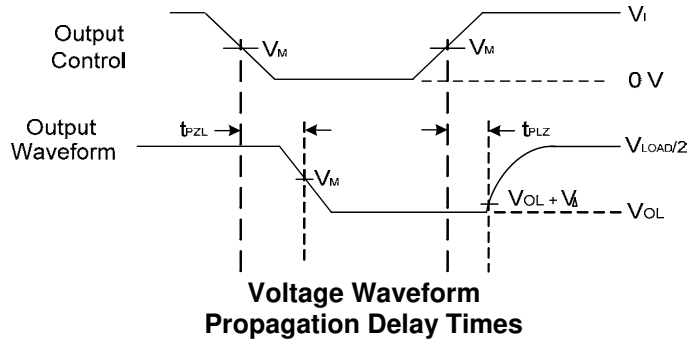 Output
Control
VM
VM
VI
0 V
Output
Waveform
tPZL
tPLZ
VLOAD/2
VM
VOL + VΔ
VOL
Voltage Waveform
Propagation Delay Times